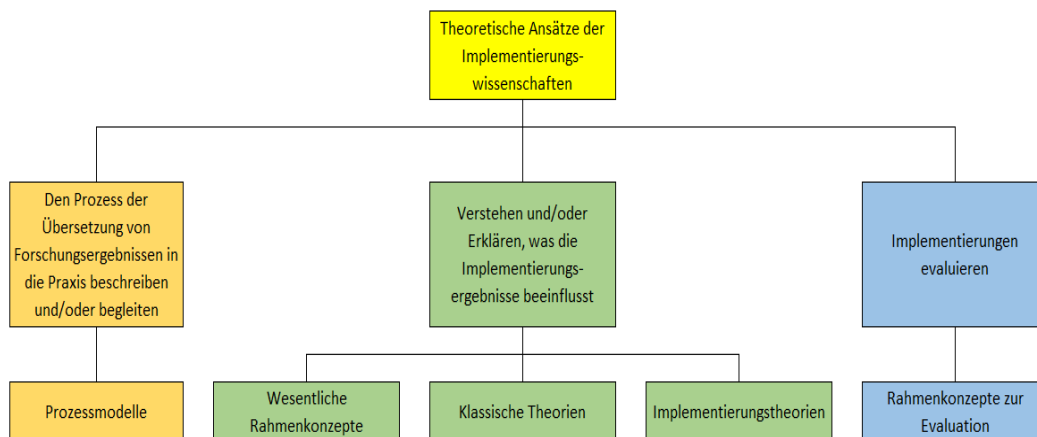 Theoretische Ansätze der
Implementierungs-
wissenschaften
Den Prozess der
Übersetzung von
Forschungsergebnissen in
die Praxis beschreiben
und/oder begleiten
Verstehen und/oder
Erklären, was die
Implementierungs-
ergebnisse beeinflusst
Implementierungen
evaluieren
Prozessmodelle
Wesentliche
Rahmenkonzepte
Klassische Theorien
Implementierungstheorien
Rahmenkonzepte zur
Evaluation